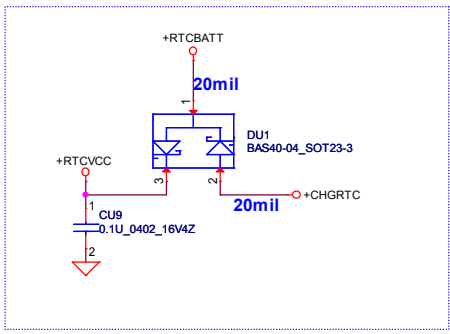 +RTCBATT
20mil
1
DU1
BAS40-04_SOT23-3
+RTCVCC
3
2
+CHGRTC
20mil
1
CU9
0.1U_0402_16V4Z
2